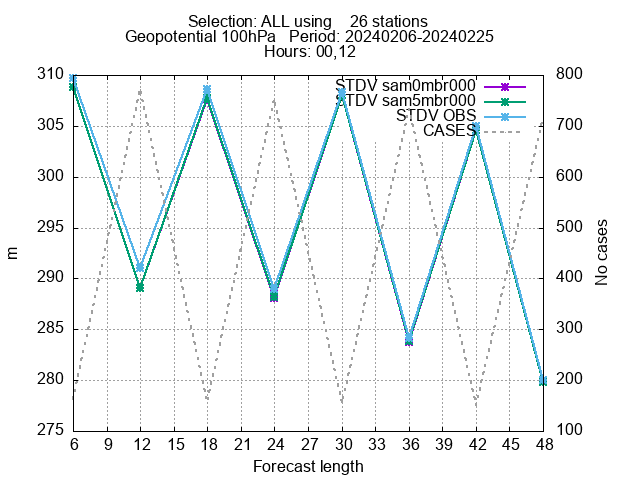 Selection: ALL using 26 stations
Geopotential 100hPa Period: 20240206-20240225
Hours: 00,12
310 800
STDV sam0mbr000
STDV sam5mbr000
STDV OBS
CASES
305 700
300 600
295 500
290 400
285 300
280 200
275 100
m
No cases
6 9 12 15 18 21 24 27 30 33 36 39 42 45 48
Forecast length